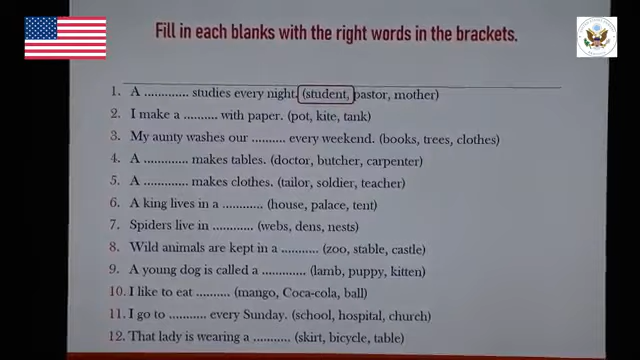 Fill in each blanks with the right words in the brackets.
1. A ............. studies every night. (student, pastor, mother)
2. I make a .......... with paper. (pot, kite, tank)
3. My aunty washes our .......... every weekend. (books, trees, clothes)
4. A ............. makes tables. (doctor, butcher, carpenter)
5. A ............. makes clothes. (tailor, soldier, teacher)
6. A king lives in a ............ (house, palace, tent)
7. Spiders live in ............ (webs, dens, nests)
8. Wild animals are kept in a ........... (zoo, stable, castle)
9. A young dog is called a ............. (lamb, puppy, kitten)
10. I like to eat .......... (mango, Coca-cola, ball)
11. I go to ........... every Sunday. (school, hospital, church)
12. That lady is wearing a ........... (skirt, bicycle, table)